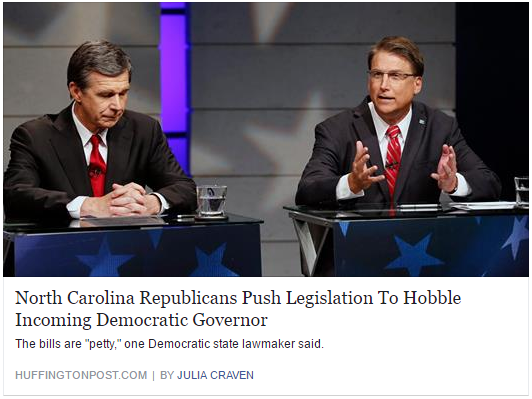 North Carolina Republicans Push Legislation To Hobble
Incoming Democratic Governor
The bills are "petty," one Democratic state lawmaker said.
HUFFINGTONPOST.COM | BY JULIA CRAVEN